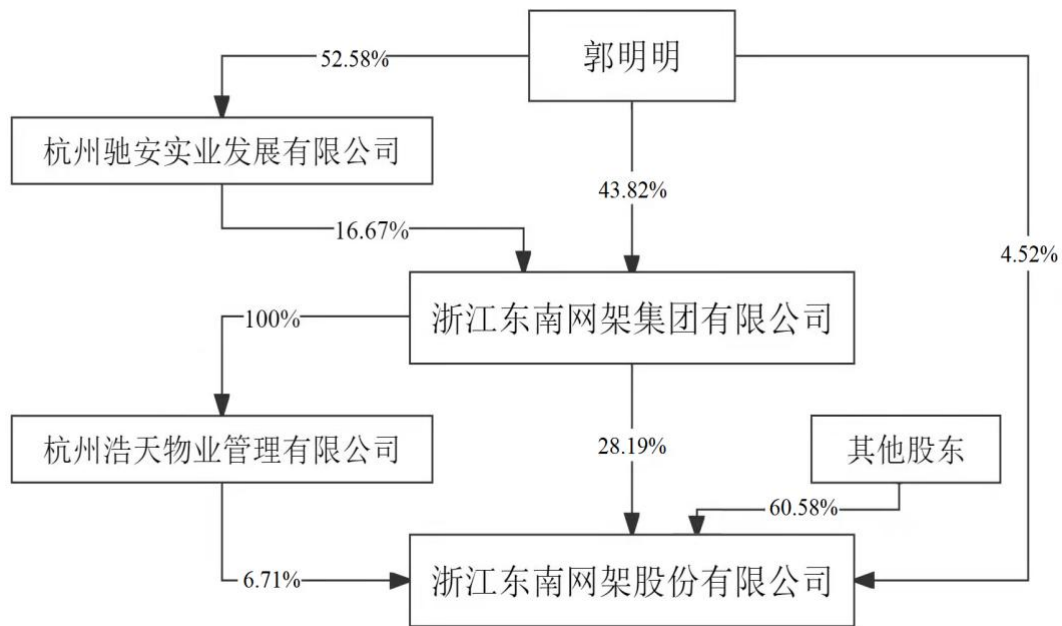 郭明明
52.58%
杭州驰安实业发展有限公司
43.82%
16.67%
4.52%
浙江东南网架集团有限公司
100%
杭州浩天物业管理有限公司
28.19%
其他股东
60.58%
浙江东南网架股份有限公司
6.71%